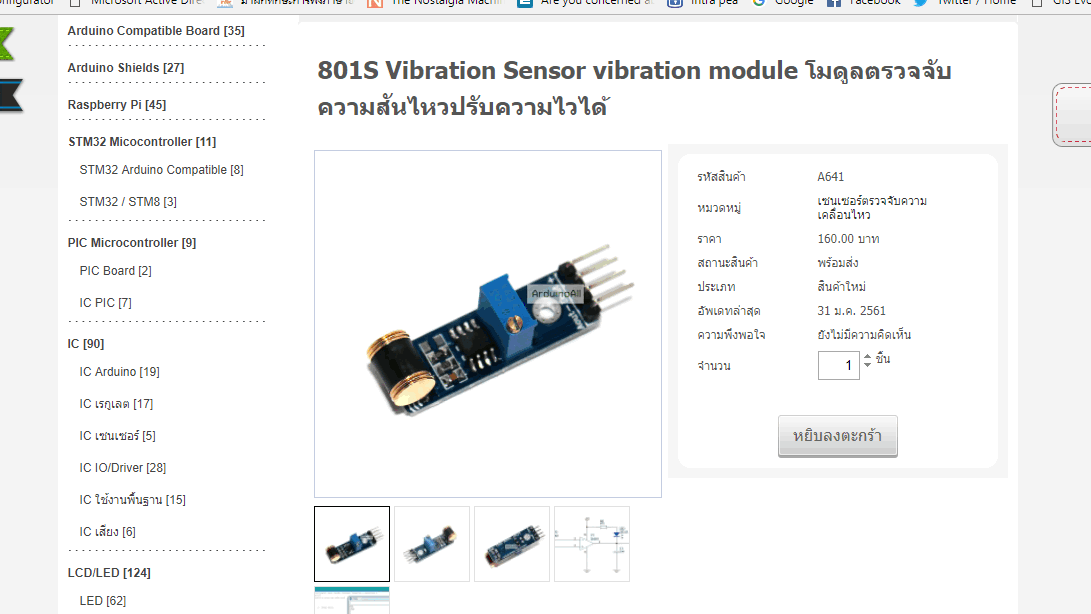 Microsoft Active Dire
The Nostalgia Machin
Are you concerned a
Intra pea
Google
Facebook
Twitter / Home
Arduino Compatible Board [35]
Arduino Shields [27]
Raspberry Pi [45]
STM32 Micocontroller [11]
STM32 Arduino Compatible [8]
STM32 / STM8 [3]
PIC Microcontroller [9]
PIC Board [2]
IC PIC [7]
IC [90]
IC Arduino [19]
IC เรกูเลต [17]
IC เซนเซอร์ [5]
IC IO/Driver [28]
IC ใช้งานพื้นฐาน [15]
IC เสียง [6]
LCD/LED [124]
LED [62]
801S Vibration Sensor vibration module โมดูลตรวจจับ
ความสั่นไหวปรับความไวได้
ArduinoAll
รหัสสินค้า A641
หมวดหมู่ เซนเซอร์ตรวจจับความ
เคลื่อนไหว
ราคา 160.00 บาท
สถานะสินค้า พร้อมส่ง
ประเภท สินค้าใหม่
อัพเดทล่าสุด 31 ม.ค. 2561
ความพึงพอใจ ยังไม่มีความคิดเห็น
จำนวน 1 ชิ้น
หยิบลงตะกร้า